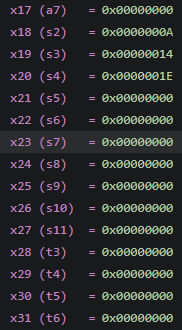 x17 (a7) = 0x00000000
x18 (s2) = 0x0000000A
x19 (s3) = 0x00000014
x20 (s4) = 0x0000001E
x21 (s5) = 0x00000000
x22 (s6) = 0x00000000
x23 (s7) = 0x00000000
x24 (s8) = 0x00000000
x25 (s9) = 0x00000000
x26 (s10) = 0x00000000
x27 (s11) = 0x00000000
x28 (t3) = 0x00000000
x29 (t4) = 0x00000000
x30 (t5) = 0x00000000
x31 (t6) = 0x00000000